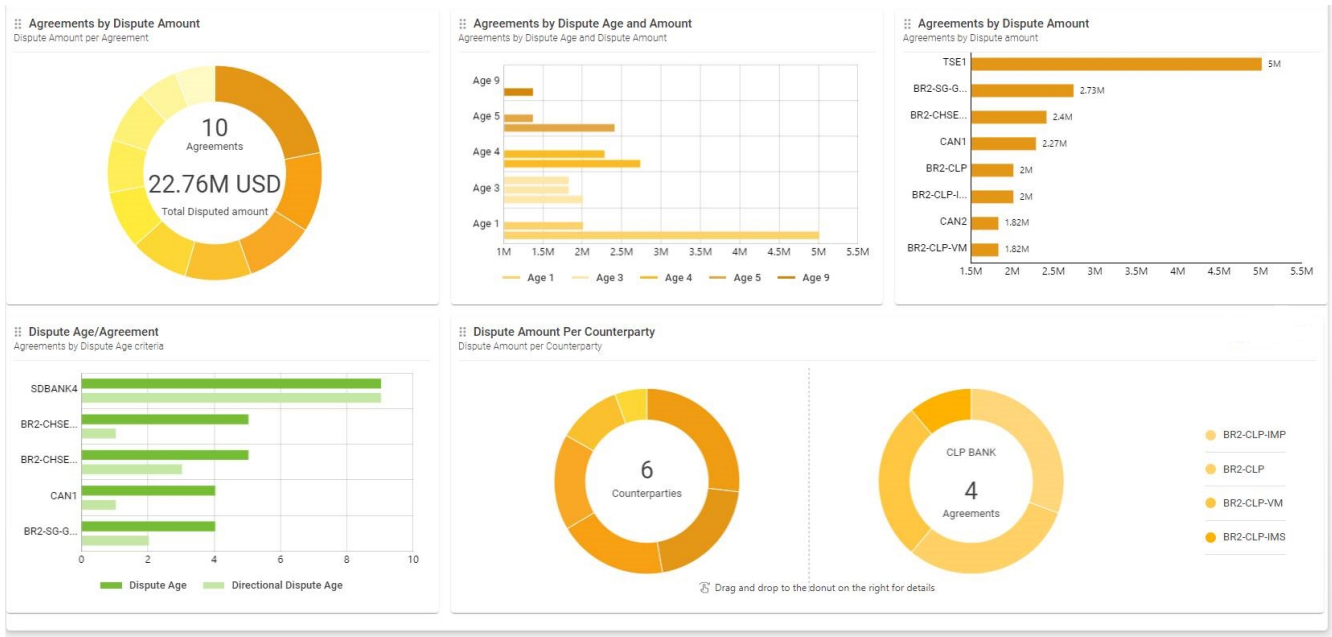 Agreements by Dispute Amount
Dispute Amount per Agreement
10
Agreements
22.76M USD
Total Disputed amount
Agreements by Dispute Age and Amount
Agreements by Dispute Age and Dispute Amount
Age 9
Age 5
Age 4
Age 3
Age 1
1M 1.5M 2M 2.5M 3M 3.5M 4M 4.5M 5M 5.5M
Age 1 Age 3 Age 4 Age 5 Age 9
Agreements by Dispute Amount
Agreements by Dispute amount
TSE1 5M
BR2-SG-G... 2.73M
BR2-CHSE... 2.4M
CAN1 2.27M
BR2-CLP 2M
BR2-CLP-I... 2M
CAN2 1.82M
BR2-CLP-VM 1.82M
1.5M 2M 2.5M 3M 3.5M 4M 4.5M 5M 5.5M
Dispute Age/Agreement
Agreements by Dispute Age criteria
SDBANK4
BR2-CHSE...
BR2-CHSE...
CAN1
BR2-SG-G...
0 2 4 6 8 10
Dispute Age Directional Dispute Age
Dispute Amount Per Counterparty
Dispute Amount per Counterparty
6
Counterparties
CLP BANK
4
Agreements
BR2-CLP-IMP
BR2-CLP
BR2-CLP-VM
BR2-CLP-IMS
Drag and drop to the donut on the right for details